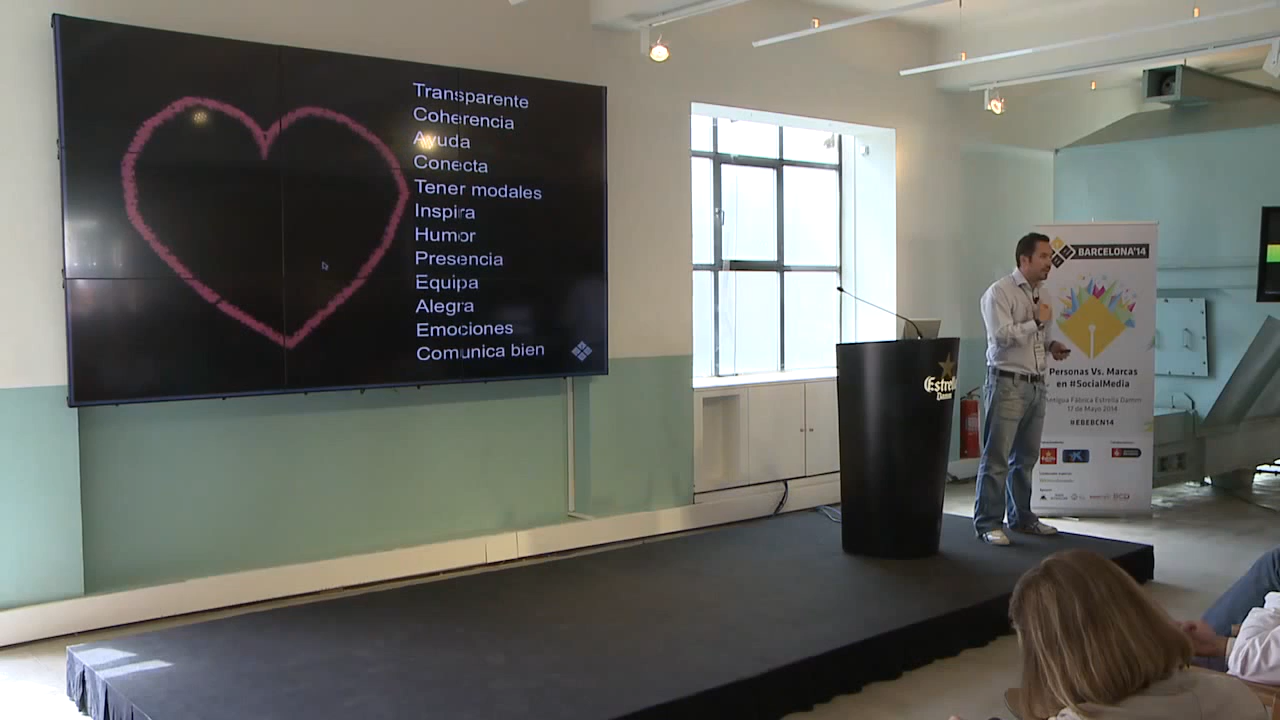 Transparente
Coherencia
Ayuda
Conecta
Tener modales
Inspira
Humor
Presencia
Equipa
Alegra
Emociones
Comunica bien
Estrella
Damm
BARCELONA'14
Personas Vs. Marcas
en #SocialMedia
Antigua Fábrica Estrella Damm
17 de Mayo 2014
#EBEBCN14